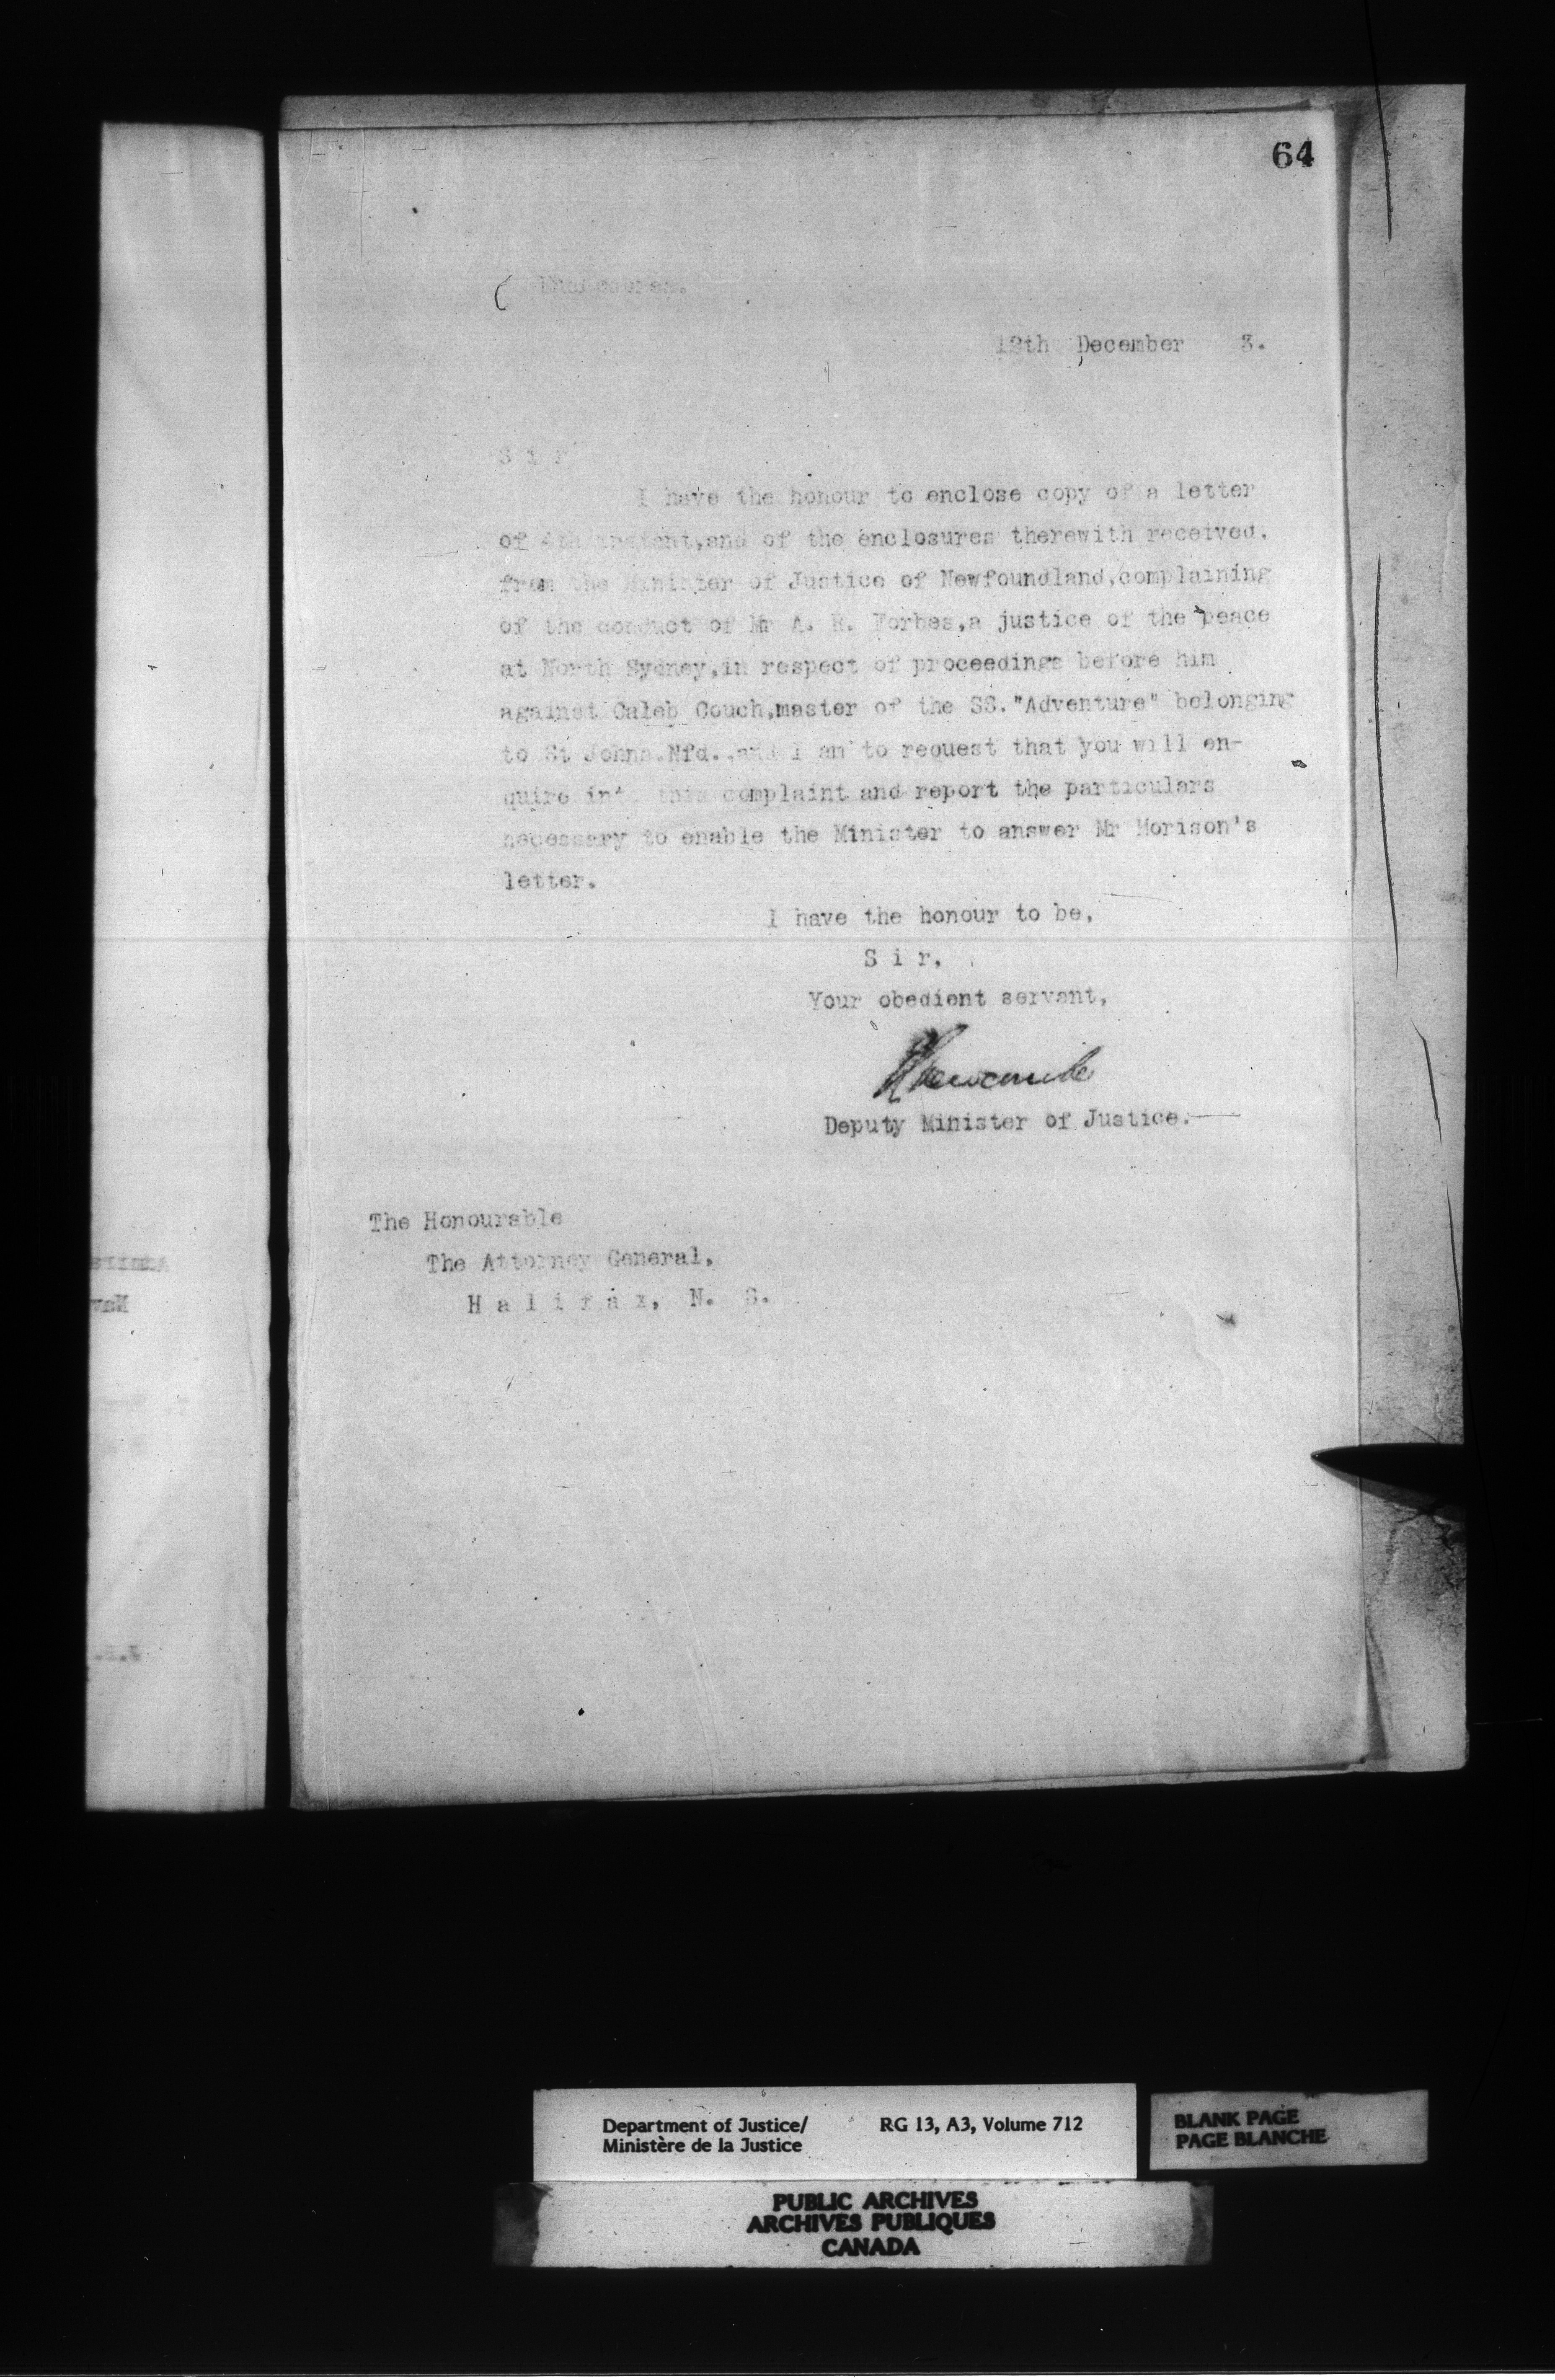 64
Enclosures.
12th December 3.
S i r
I have the honour to enclose copy of a letter
of 4th instant,and of the enclosures therewith received.
from the Minister of Justice of Newfoundland,complaining
of the conduct of Mr A. R. Forbes,a justice of the peace
at North Sydney,in respect of proceedings before him
against Caleb Couch,master of the SS."Adventure" belonging
to St Johns.Nfd.,and I am to request that you will en-
quire into this complaint and report the particulars
necessary to enable the Minister to answer Mr Morison's
letter.
I have the honour to be,
S i r,
Your obedient servant,
Newcombe
Deputy Minister of Justice.
The Honourable
The Attorney General,
H a l i f a x, N. S.
Department of Justice/
Ministère de la Justice
RG 13, A3, Volume 712
BLANK PAGE
PAGE BLANCHE
PUBLIC ARCHIVES
ARCHIVES PUBLIQUES
CANADA